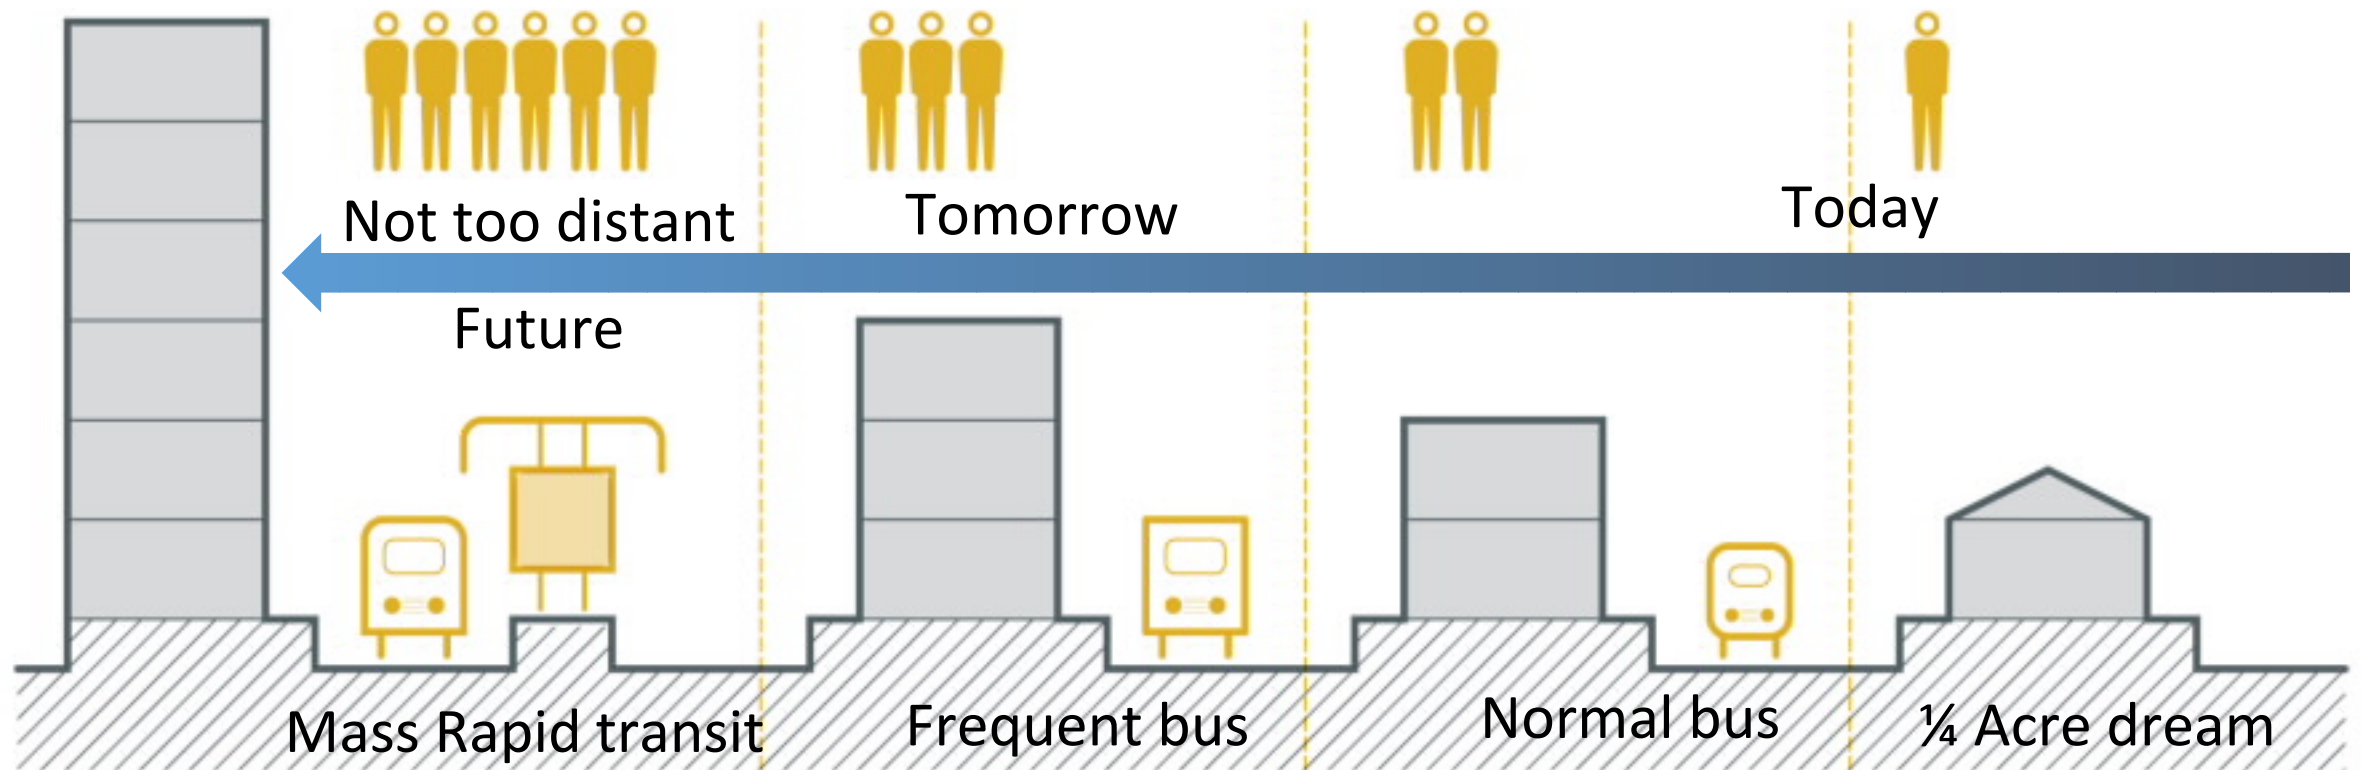 Not too distant
Future
Tomorrow
Today
Mass Rapid transit
Frequent bus
Normal bus
¼ Acre dream